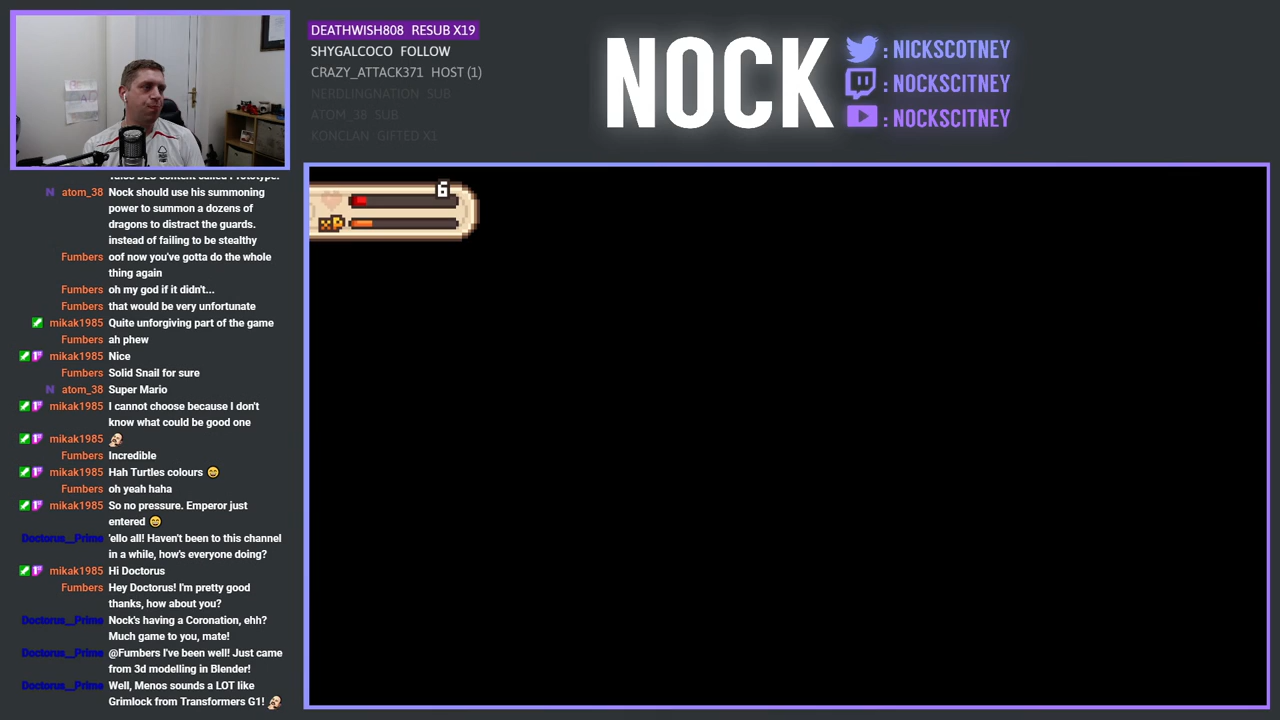 DEATHWISH808 RESUB X19
SHYGALCOCO FOLLOW
CRAZY_ATTACK371 HOST (1)
NERDLINGNATION SUB
ATOM_38 SUB
KONCLAN GIFTED X1
NOCK
: NICKSCOTNEY
: NOCKSCITNEY
: NOCKSCITNEY
6
atom_38 Nock should use his summoning
power to summon a dozens of
dragons to distract the guards.
instead of failing to be stealthy
Fumbers oof now you've gotta do the whole
thing again
Fumbers oh my god if it didn't...
Fumbers that would be very unfortunate
mikak1985 Quite unforgiving part of the game
Fumbers ah phew
mikak1985 Nice
Fumbers Solid Snail for sure
atom_38 Super Mario
mikak1985 I cannot choose because I don't
know what could be good one
mikak1985
Fumbers Incredible
mikak1985 Hah Turtles colours
Fumbers oh yeah haha
mikak1985 So no pressure. Emperor just
entered
Doctorus__Prime 'ello all! Haven't been to this channel
in a while, how's everyone doing?
mikak1985 Hi Doctorus
Fumbers Hey Doctorus! I'm pretty good
thanks, how about you?
Doctorus__Prime Nock's having a Coronation, ehh?
Much game to you, mate!
Doctorus__Prime @Fumbers I've been well! Just came
from 3d modelling in Blender!
Doctorus__Prime Well, Menos sounds a LOT like
Grimlock from Transformers G1!